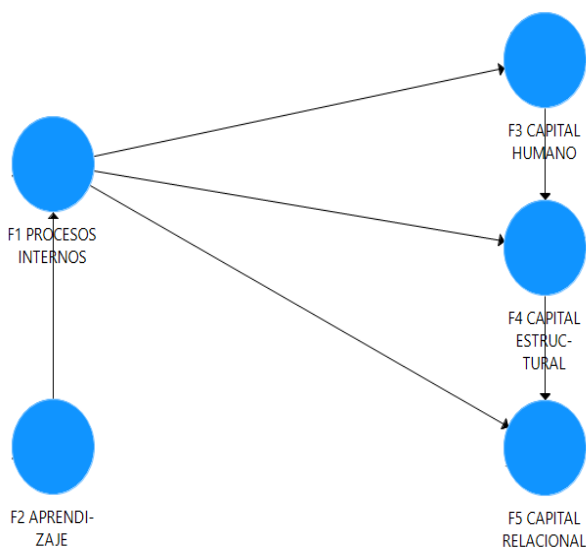 F3 CAPITAL
HUMANO
F1 PROCESOS
INTERNOS
F4 CAPITAL
ESTRUC-
TURAL
F2 APRENDI-
ZAJE
F5 CAPITAL
RELACIONAL